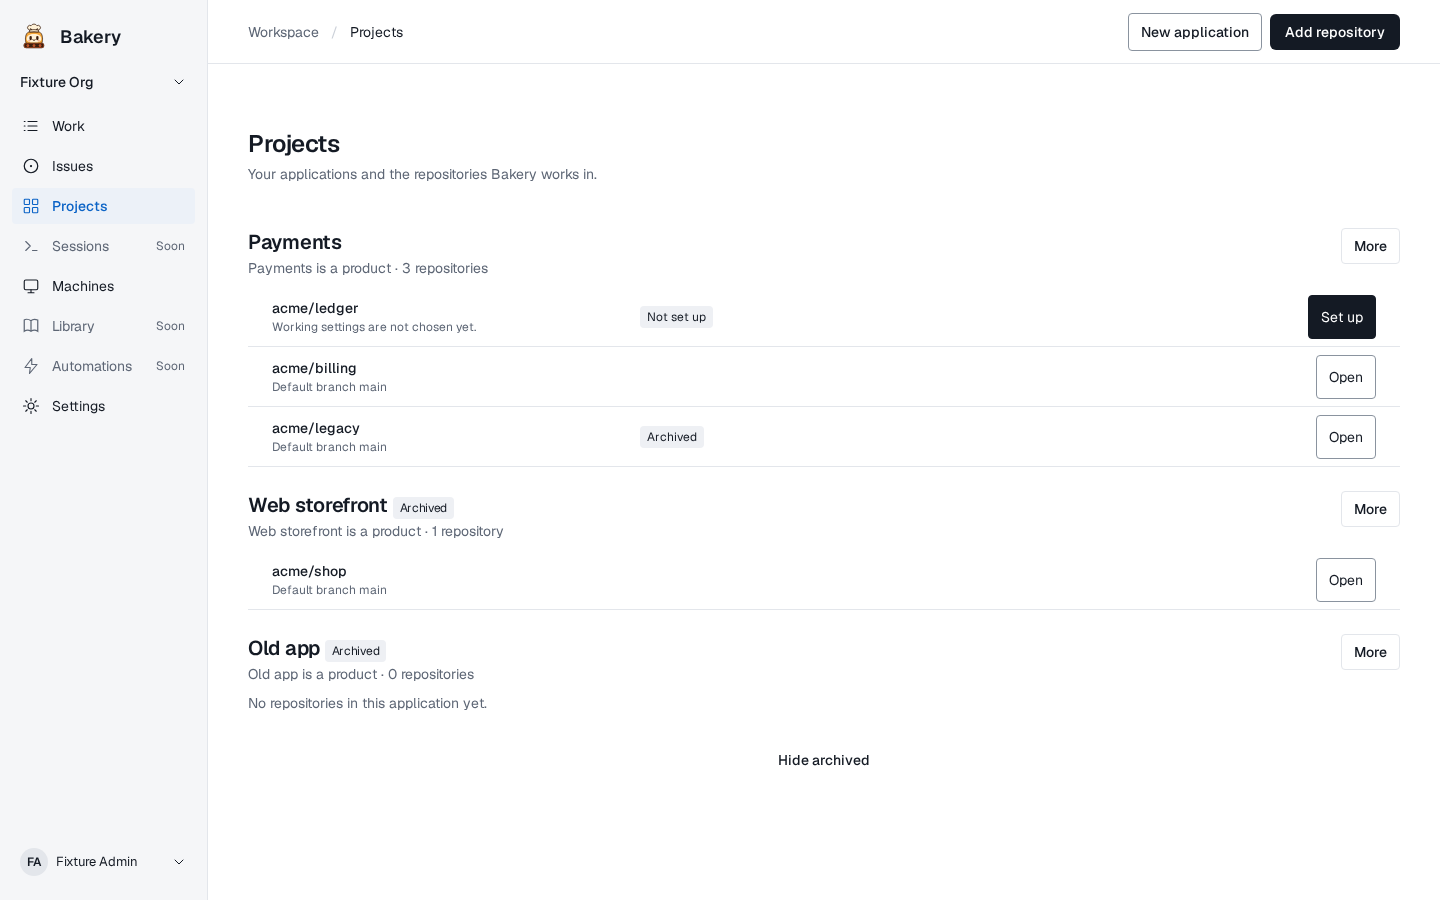 Bakery
Fixture Org
Work
Issues
Projects
Sessions Soon
Machines
Library Soon
Automations Soon
Settings
FA Fixture Admin
Workspace / Projects
New application
Add repository
Projects
Your applications and the repositories Bakery works in.
Payments
More
Payments is a product · 3 repositories
acme/ledger
Working settings are not chosen yet.
Not set up
Set up
acme/billing
Default branch main
Open
acme/legacy
Default branch main
Archived
Open
Web storefront Archived
More
Web storefront is a product · 1 repository
acme/shop
Default branch main
Open
Old app Archived
More
Old app is a product · 0 repositories
No repositories in this application yet.
Hide archived